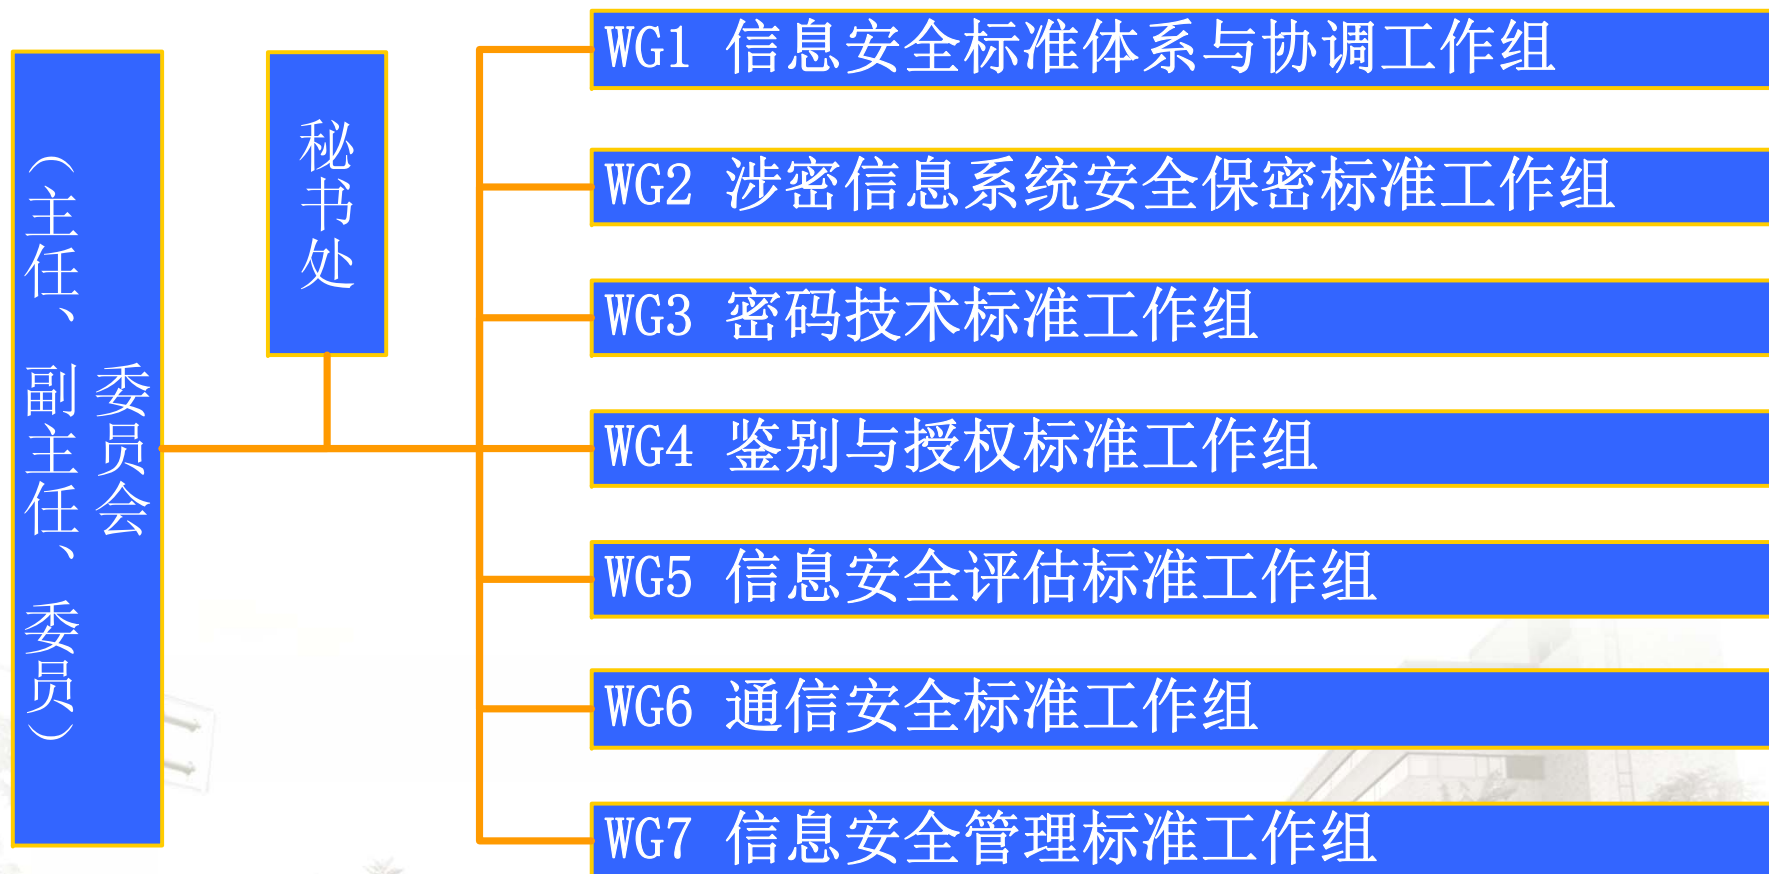 委员会
（主任、副主任、委员）
秘书处
WG1 信息安全标准体系与协调工作组
WG2 涉密信息系统安全保密标准工作组
WG3 密码技术标准工作组
WG4 鉴别与授权标准工作组
WG5 信息安全评估标准工作组
WG6 通信安全标准工作组
WG7 信息安全管理标准工作组